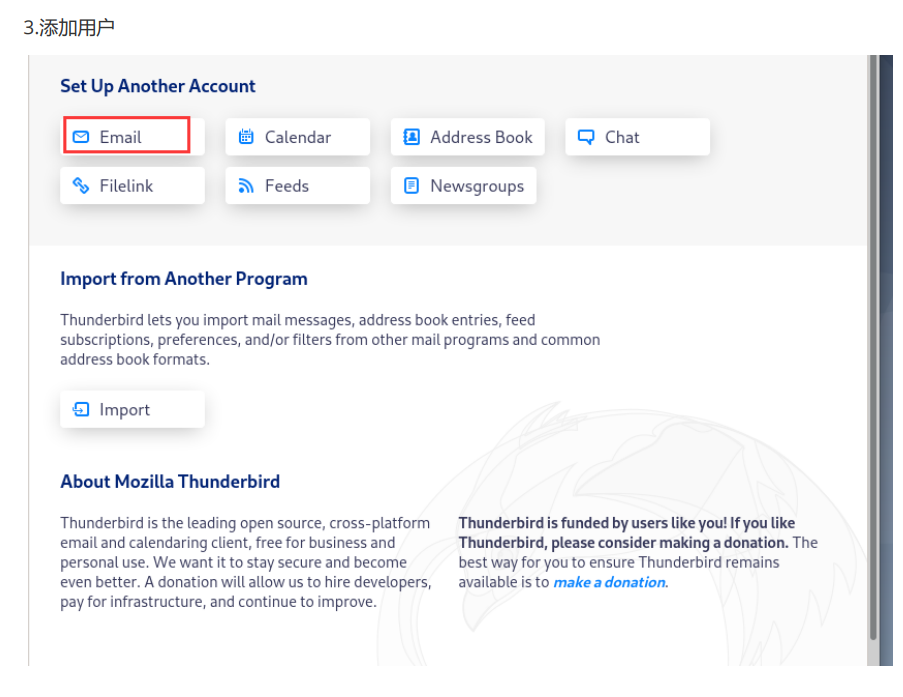 3.添加用户
Set Up Another Account
Email
Calendar
Address Book
Chat
Filelink
Feeds
Newsgroups
Import from Another Program
Thunderbird lets you import mail messages, address book entries, feed
subscriptions, preferences, and/or filters from other mail programs and common
address book formats.
Import
About Mozilla Thunderbird
Thunderbird is the leading open source, cross-platform
email and calendaring client, free for business and
personal use. We want it to stay secure and become
even better. A donation will allow us to hire developers,
pay for infrastructure, and continue to improve.
Thunderbird is funded by users like you! If you like
Thunderbird, please consider making a donation. The
best way for you to ensure Thunderbird remains
available is to make a donation.